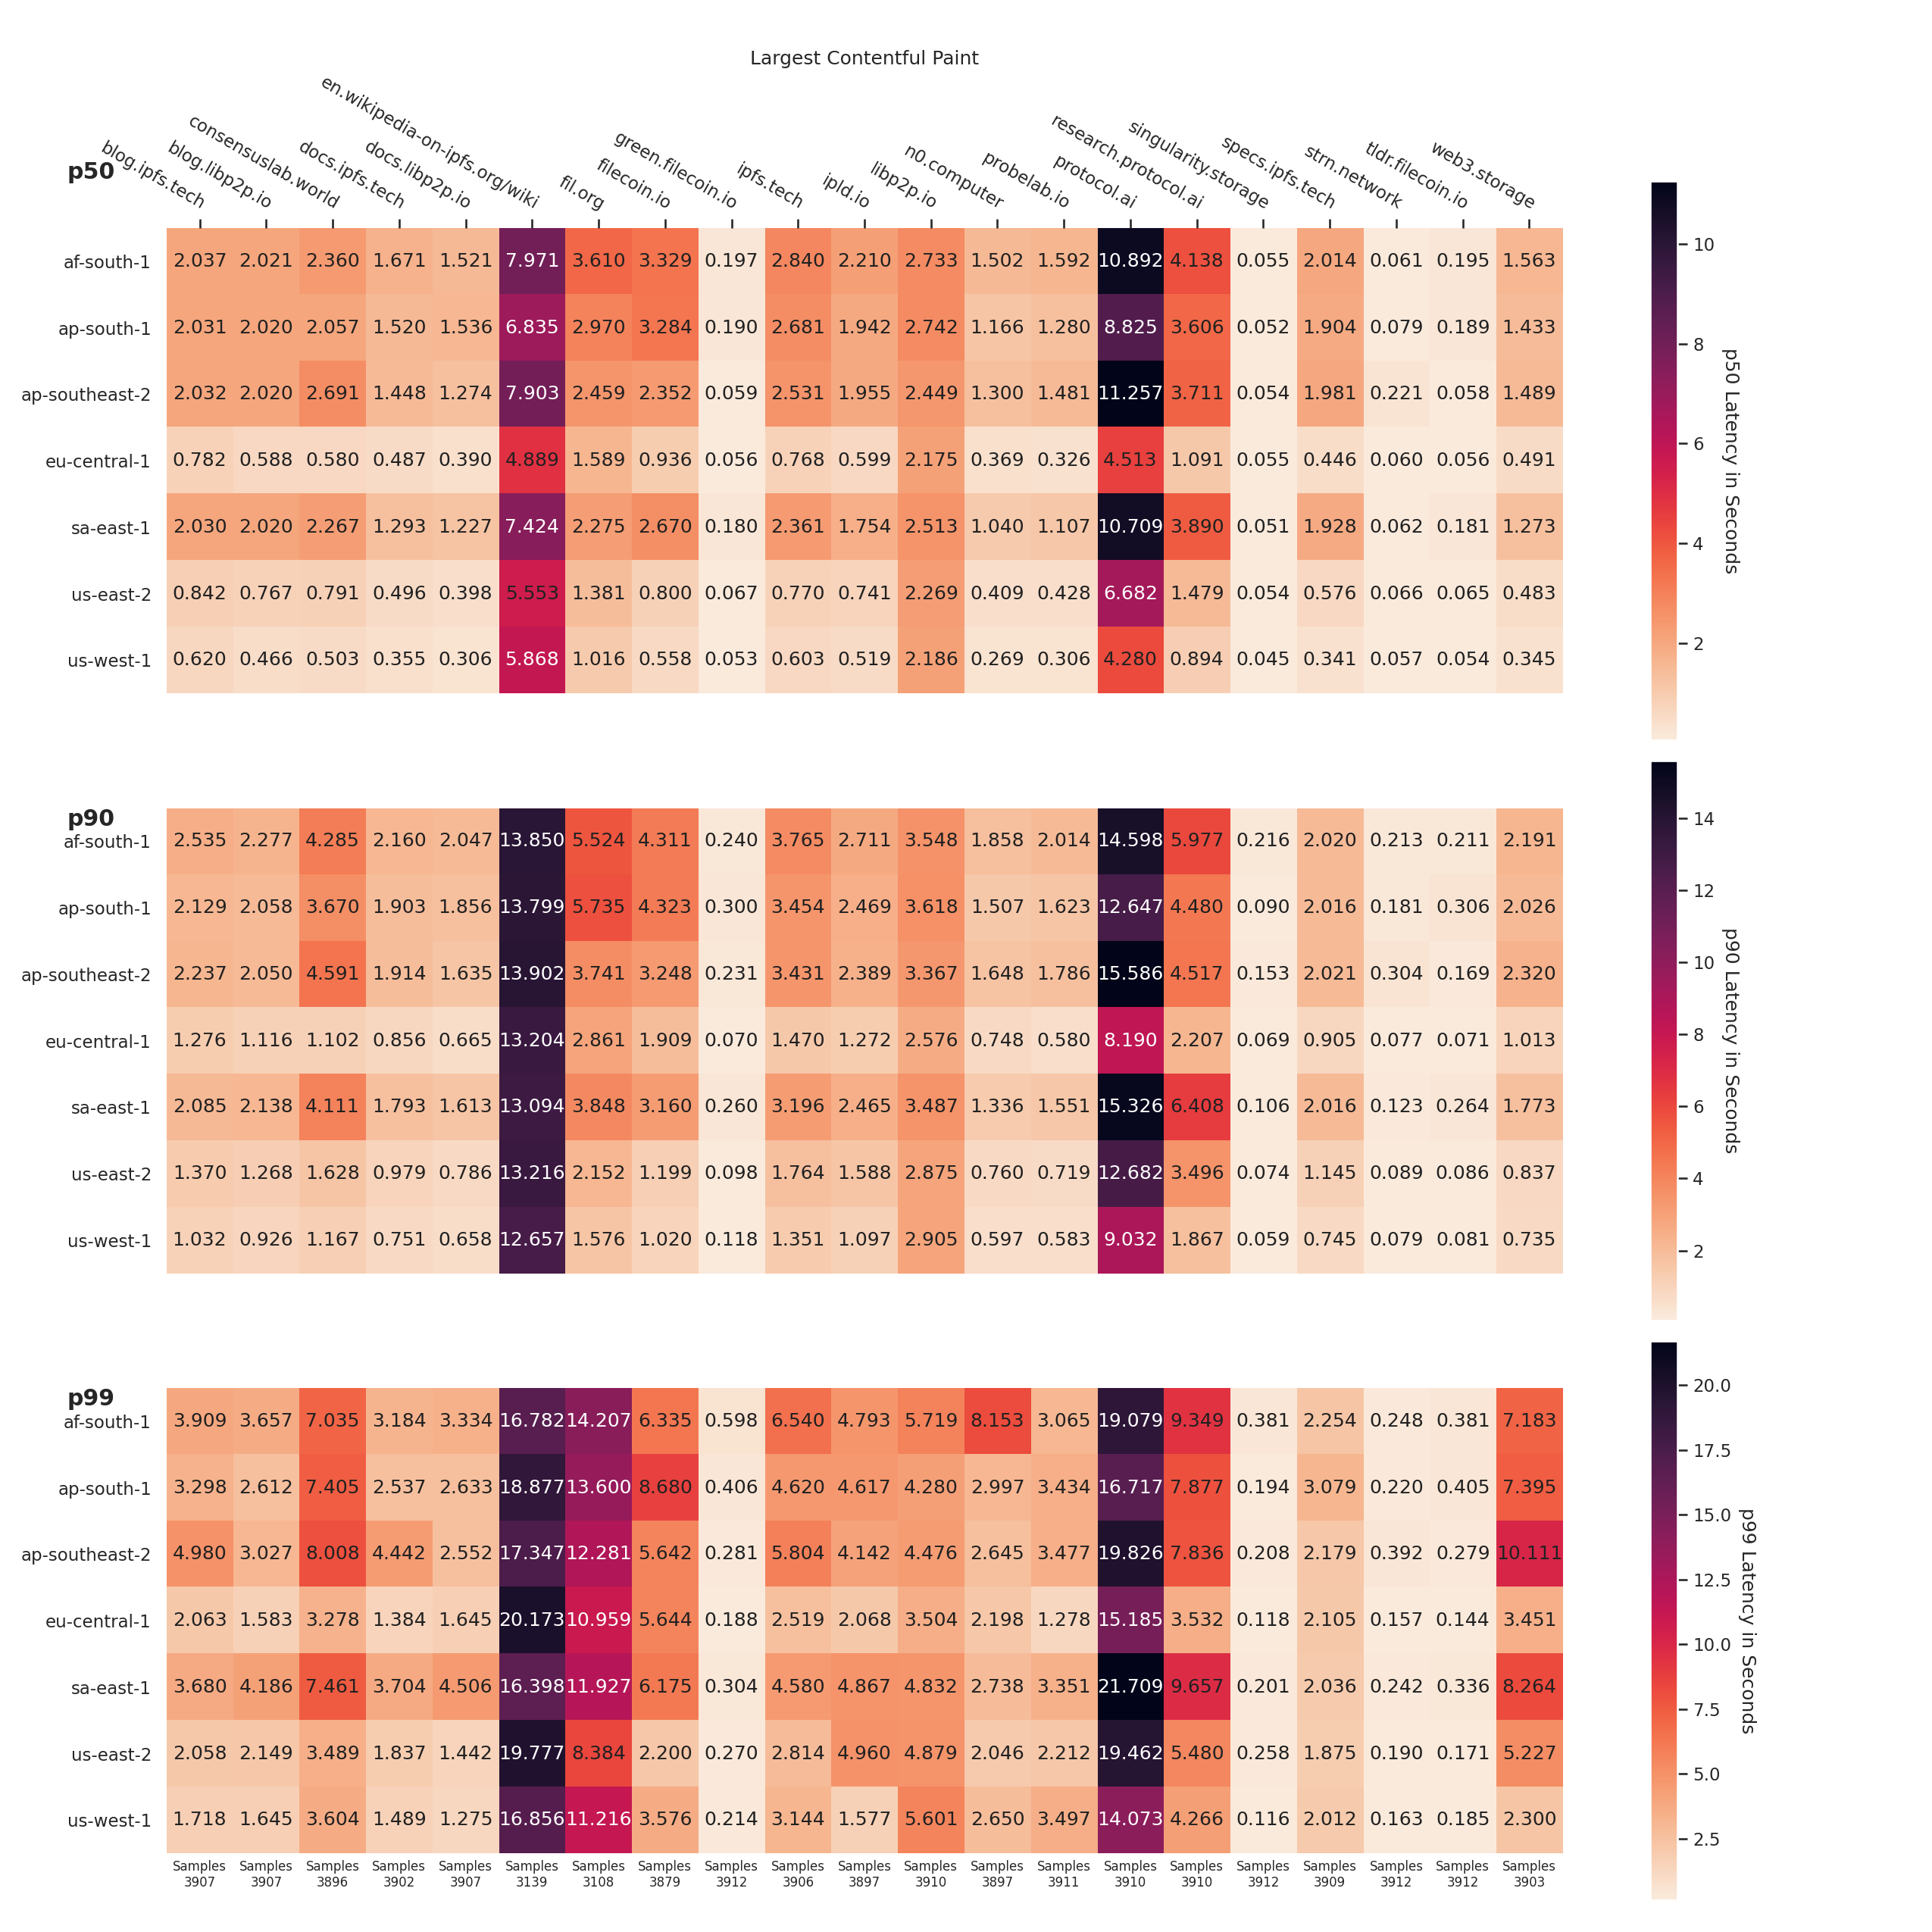 Largest Contentful Paint
p50
blog.ipfs.tech
blog.libp2p.io
consensuslab.world
docs.ipfs.tech
docs.libp2p.io
en.wikipedia-on-ipfs.org/wiki
fil.org
filecoin.io
green.filecoin.io
ipfs.tech
ipld.io
libp2p.io
n0.computer
probelab.io
protocol.ai
research.protocol.ai
singularity.storage
specs.ipfs.tech
strn.network
tldr.filecoin.io
web3.storage
af-south-1 2.037 2.021 2.360 1.671 1.521 7.971 3.610 3.329 0.197 2.840 2.210 2.733 1.502 1.592 10.892 4.138 0.055 2.014 0.061 0.195 1.563
ap-south-1 2.031 2.020 2.057 1.520 1.536 6.835 2.970 3.284 0.190 2.681 1.942 2.742 1.166 1.280 8.825 3.606 0.052 1.904 0.079 0.189 1.433
ap-southeast-2 2.032 2.020 2.691 1.448 1.274 7.903 2.459 2.352 0.059 2.531 1.955 2.449 1.300 1.481 11.257 3.711 0.054 1.981 0.221 0.058 1.489
eu-central-1 0.782 0.588 0.580 0.487 0.390 4.889 1.589 0.936 0.056 0.768 0.599 2.175 0.369 0.326 4.513 1.091 0.055 0.446 0.060 0.056 0.491
sa-east-1 2.030 2.020 2.267 1.293 1.227 7.424 2.275 2.670 0.180 2.361 1.754 2.513 1.040 1.107 10.709 3.890 0.051 1.928 0.062 0.181 1.273
us-east-2 0.842 0.767 0.791 0.496 0.398 5.553 1.381 0.800 0.067 0.770 0.741 2.269 0.409 0.428 6.682 1.479 0.054 0.576 0.066 0.065 0.483
us-west-1 0.620 0.466 0.503 0.355 0.306 5.868 1.016 0.558 0.053 0.603 0.519 2.186 0.269 0.306 4.280 0.894 0.045 0.341 0.057 0.054 0.345
10
8
6
4
2
p50 Latency in Seconds
p90
af-south-1 2.535 2.277 4.285 2.160 2.047 13.850 5.524 4.311 0.240 3.765 2.711 3.548 1.858 2.014 14.598 5.977 0.216 2.020 0.213 0.211 2.191
ap-south-1 2.129 2.058 3.670 1.903 1.856 13.799 5.735 4.323 0.300 3.454 2.469 3.618 1.507 1.623 12.647 4.480 0.090 2.016 0.181 0.306 2.026
ap-southeast-2 2.237 2.050 4.591 1.914 1.635 13.902 3.741 3.248 0.231 3.431 2.389 3.367 1.648 1.786 15.586 4.517 0.153 2.021 0.304 0.169 2.320
eu-central-1 1.276 1.116 1.102 0.856 0.665 13.204 2.861 1.909 0.070 1.470 1.272 2.576 0.748 0.580 8.190 2.207 0.069 0.905 0.077 0.071 1.013
sa-east-1 2.085 2.138 4.111 1.793 1.613 13.094 3.848 3.160 0.260 3.196 2.465 3.487 1.336 1.551 15.326 6.408 0.106 2.016 0.123 0.264 1.773
us-east-2 1.370 1.268 1.628 0.979 0.786 13.216 2.152 1.199 0.098 1.764 1.588 2.875 0.760 0.719 12.682 3.496 0.074 1.145 0.089 0.086 0.837
us-west-1 1.032 0.926 1.167 0.751 0.658 12.657 1.576 1.020 0.118 1.351 1.097 2.905 0.597 0.583 9.032 1.867 0.059 0.745 0.079 0.081 0.735
14
12
10
8
6
4
2
p90 Latency in Seconds
p99
af-south-1 3.909 3.657 7.035 3.184 3.334 16.782 14.207 6.335 0.598 6.540 4.793 5.719 8.153 3.065 19.079 9.349 0.381 2.254 0.248 0.381 7.183
ap-south-1 3.298 2.612 7.405 2.537 2.633 18.877 13.600 8.680 0.406 4.620 4.617 4.280 2.997 3.434 16.717 7.877 0.194 3.079 0.220 0.405 7.395
ap-southeast-2 4.980 3.027 8.008 4.442 2.552 17.347 12.281 5.642 0.281 5.804 4.142 4.476 2.645 3.477 19.826 7.836 0.208 2.179 0.392 0.279 10.111
eu-central-1 2.063 1.583 3.278 1.384 1.645 20.173 10.959 5.644 0.188 2.519 2.068 3.504 2.198 1.278 15.185 3.532 0.118 2.105 0.157 0.144 3.451
sa-east-1 3.680 4.186 7.461 3.704 4.506 16.398 11.927 6.175 0.304 4.580 4.867 4.832 2.738 3.351 21.709 9.657 0.201 2.036 0.242 0.336 8.264
us-east-2 2.058 2.149 3.489 1.837 1.442 19.777 8.384 2.200 0.270 2.814 4.960 4.879 2.046 2.212 19.462 5.480 0.258 1.875 0.190 0.171 5.227
us-west-1 1.718 1.645 3.604 1.489 1.275 16.856 11.216 3.576 0.214 3.144 1.577 5.601 2.650 3.497 14.073 4.266 0.116 2.012 0.163 0.185 2.300
20.0
17.5
15.0
12.5
10.0
7.5
5.0
2.5
p99 Latency in Seconds
Samples Samples Samples Samples Samples Samples Samples Samples Samples Samples Samples Samples Samples Samples Samples Samples Samples Samples Samples Samples Samples
3907 3907 3896 3902 3907 3139 3108 3879 3912 3906 3897 3910 3897 3911 3910 3910 3912 3909 3912 3912 3903